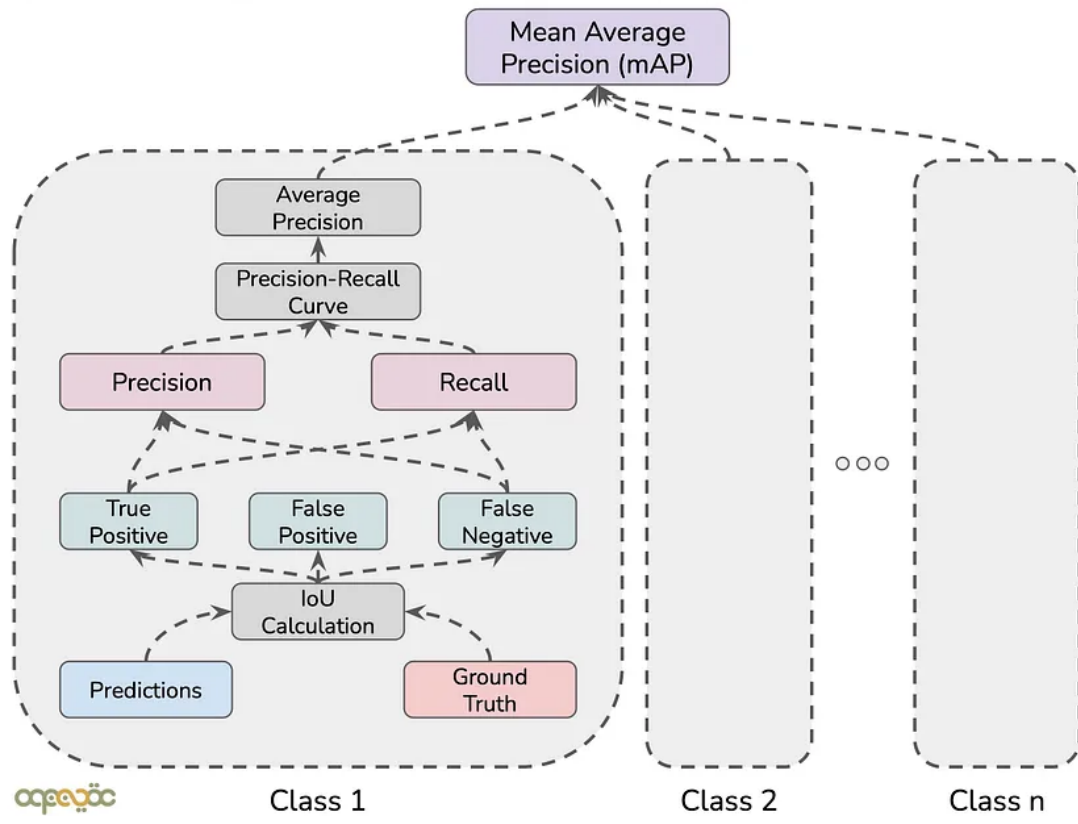 Mean Average
Precision (mAP)
Average
Precision
Precision-Recall
Curve
Precision
Recall
True
Positive
False
Positive
False
Negative
IoU
Calculation
Predictions
Ground
Truth
Class 1
Class 2
Class n